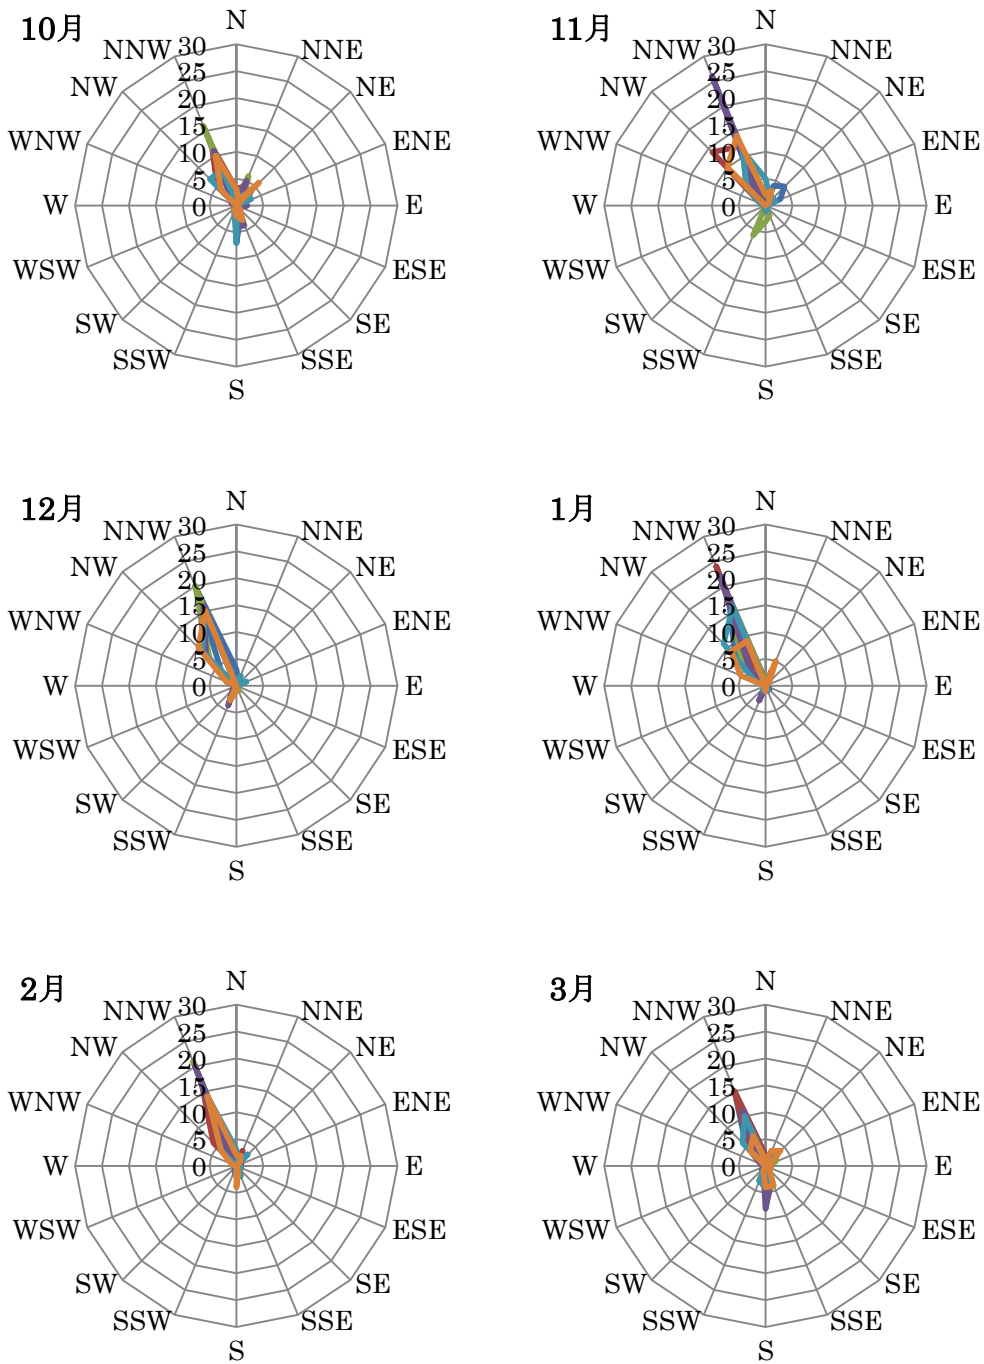 10月
N
NNW 30 NNE
NW 25 NE
20
WNW 15 ENE
10
5
W 0 E
WSW ESE
SW SE
SSW SSE
S
11月
N
NNW 30 NNE
NW 25 NE
20
WNW 15 ENE
10
5
W 0 E
WSW ESE
SW SE
SSW SSE
S
12月
N
NNW 30 NNE
NW 25 NE
20
WNW 15 ENE
10
5
W 0 E
WSW ESE
SW SE
SSW SSE
S
1月
N
NNW 30 NNE
NW 25 NE
20
WNW 15 ENE
10
5
W 0 E
WSW ESE
SW SE
SSW SSE
S
2月
N
NNW 30 NNE
NW 25 NE
20
WNW 15 ENE
10
5
W 0 E
WSW ESE
SW SE
SSW SSE
S
3月
N
NNW 30 NNE
NW 25 NE
20
WNW 15 ENE
10
5
W 0 E
WSW ESE
SW SE
SSW SSE
S